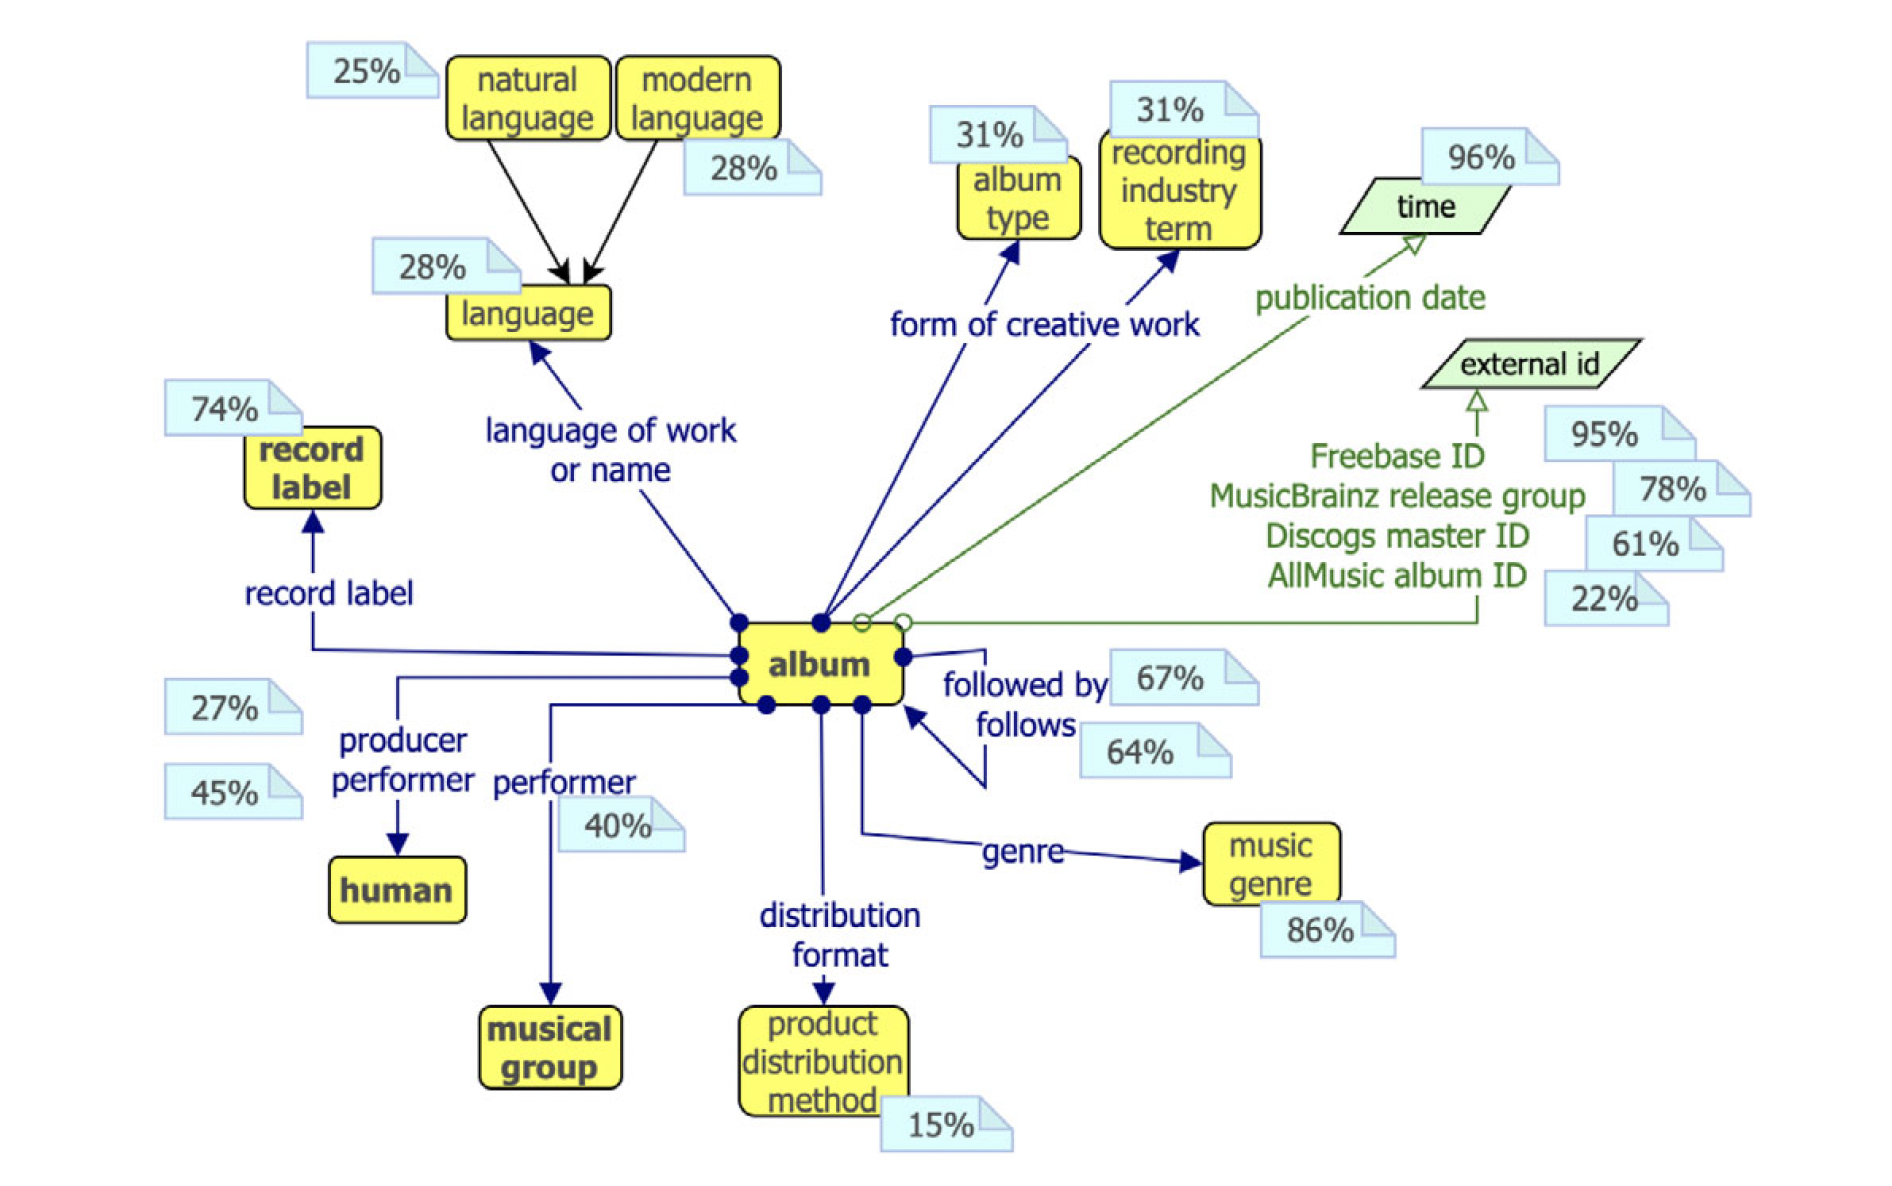 25%
natural
language
modern
language
28%
28%
language
language of work
or name
31%
album
type
31%
recording
industry
term
form of creative work
96%
time
publication date
external id
Freebase ID
MusicBrainz release group
Discogs master ID
AllMusic album ID
95%
78%
61%
22%
74%
record
label
record label
album
followed by
follows
67%
64%
27%
45%
producer
performer
human
performer
40%
musical
group
distribution
format
product
distribution
method
15%
genre
music
genre
86%